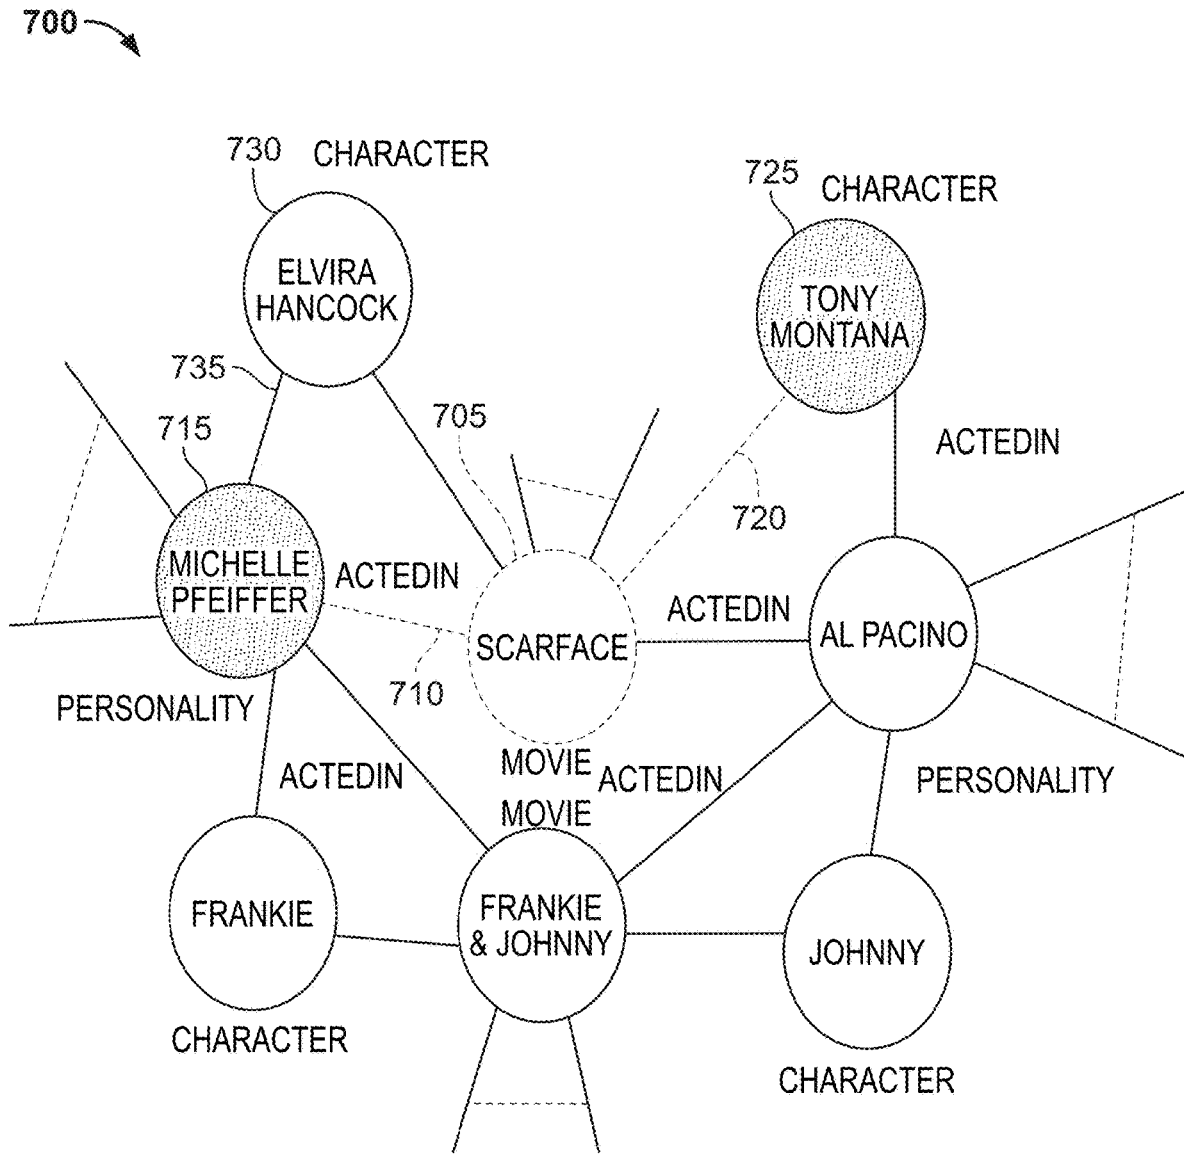 700
730
CHARACTER
725
CHARACTER
ELVIRA
HANCOCK
TONY
MONTANA
735
705
715
ACTEDIN
720
MICHELLE
PFEIFFER
ACTEDIN
ACTEDIN
SCARFACE
AL PACINO
710
PERSONALITY
MOVIE
ACTEDIN
ACTEDIN
PERSONALITY
MOVIE
FRANKIE
FRANKIE
& JOHNNY
JOHNNY
CHARACTER
CHARACTER